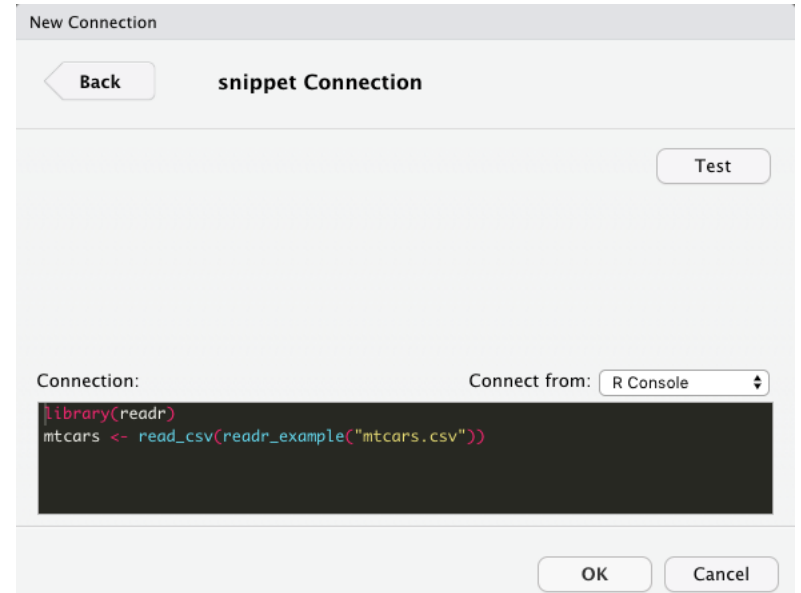 New Connection
Back
snippet Connection
Test
Connection:
Connect from:
R Console
library(readr)
mtcars <- read_csv(readr_example("mtcars.csv"))
OK
Cancel